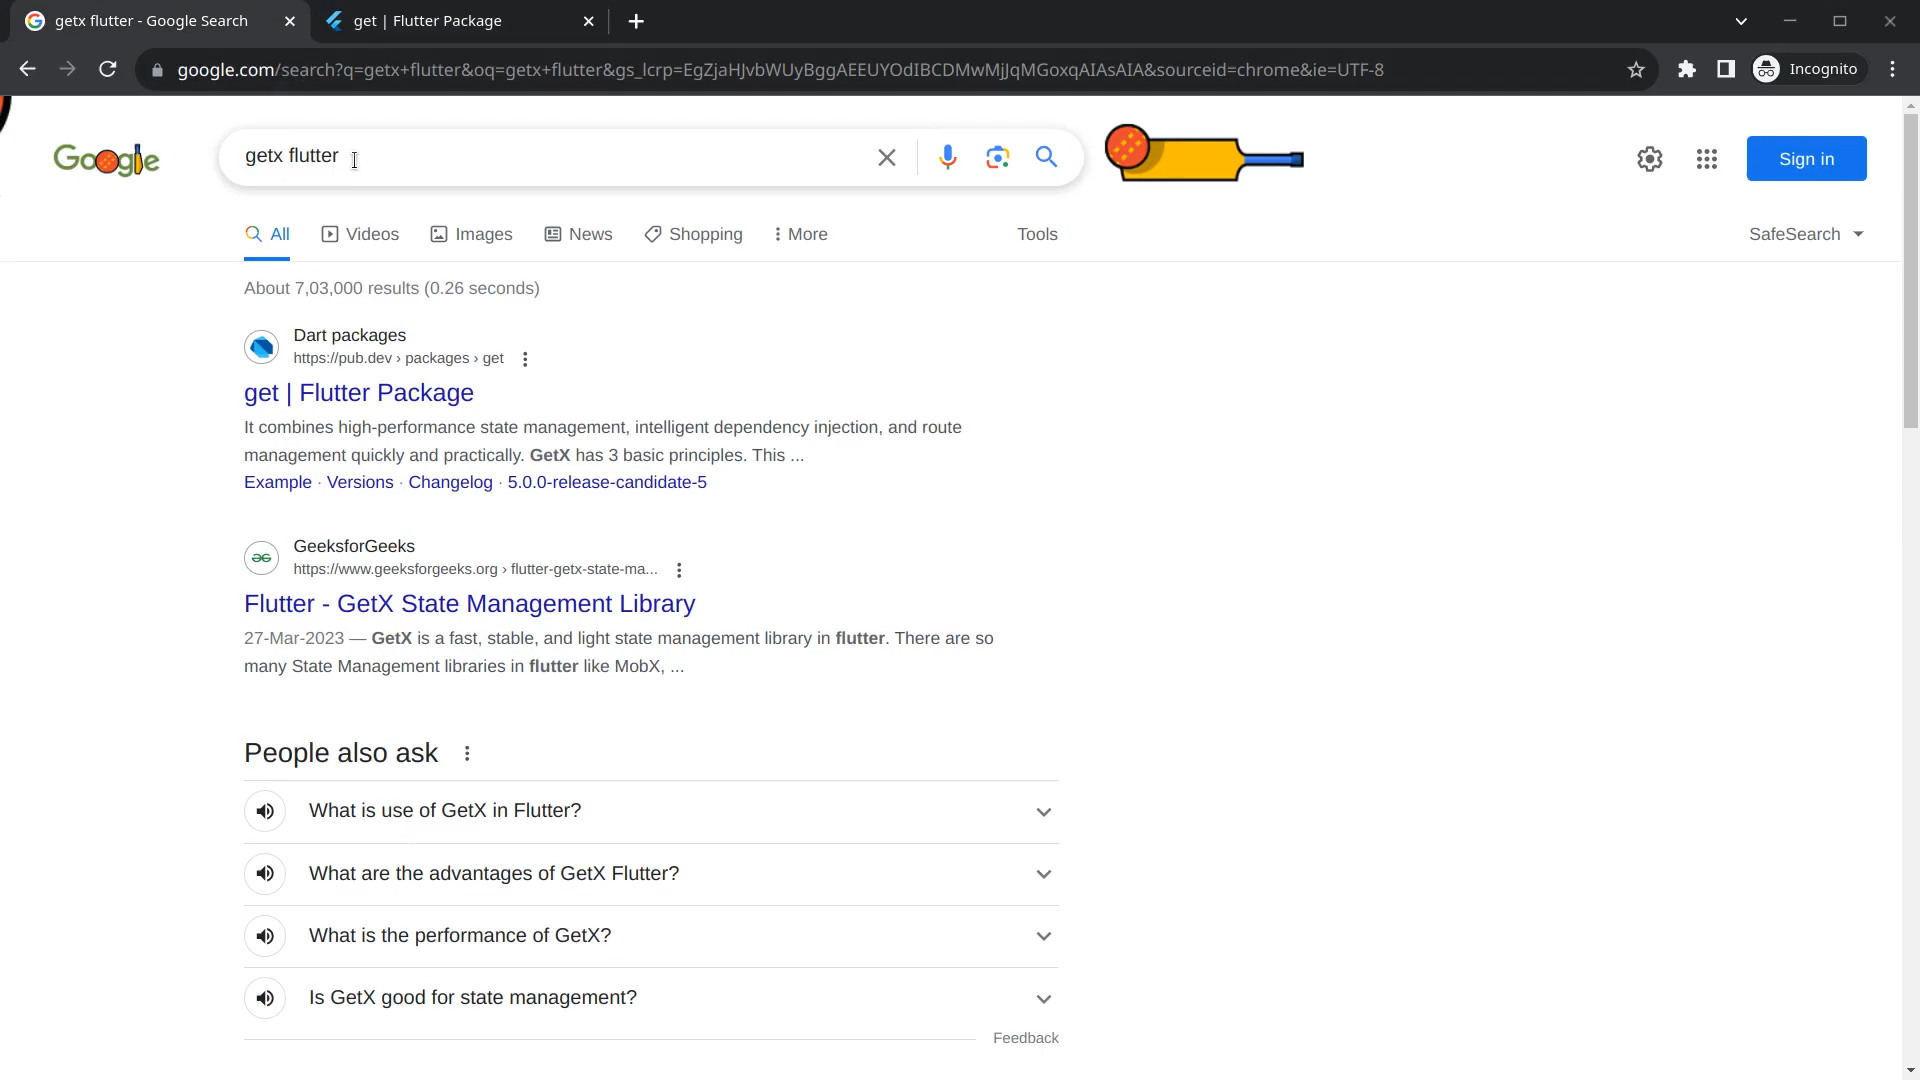 getx flutter - Google Search
get | Flutter Package
google.com/search?q=getx+flutter&oq=getx+flutter&gs_lcrp=EgZjaHJvbWUyBggAEEUYOdIBCDMwMjJqMGoxqAIAsAIA&sourceid=chrome&ie=UTF-8
Incognito
Google
getx flutter
Sign in
All
Videos
Images
News
Shopping
More
Tools
SafeSearch
About 7,03,000 results (0.26 seconds)
Dart packages
https://pub.dev › packages › get
get | Flutter Package
It combines high-performance state management, intelligent dependency injection, and route
management quickly and practically. GetX has 3 basic principles. This ...
Example · Versions · Changelog · 5.0.0-release-candidate-5
GeeksforGeeks
https://www.geeksforgeeks.org › flutter-getx-state-ma...
Flutter - GetX State Management Library
27-Mar-2023 — GetX is a fast, stable, and light state management library in flutter. There are so
many State Management libraries in flutter like MobX, ...
People also ask
What is use of GetX in Flutter?
What are the advantages of GetX Flutter?
What is the performance of GetX?
Is GetX good for state management?
Feedback